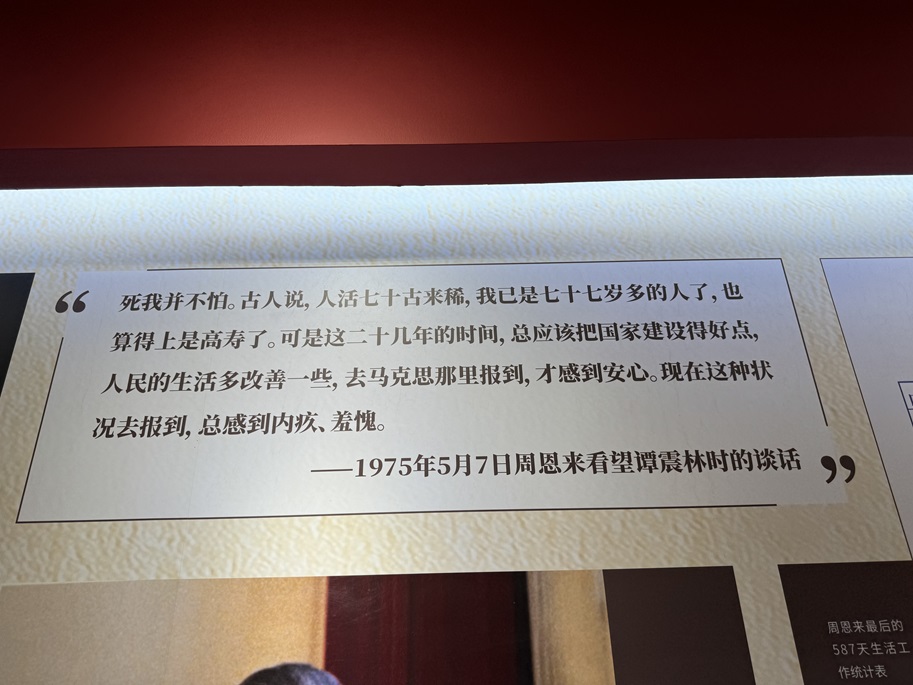 “死我并不怕。古人说，人活七十古来稀，我已是七十七岁多的人了，也
算得上是高寿了。可是这二十几年的时间，总应该把国家建设得好点，
人民的生活多改善一些，去马克思那里报到，才感到安心。现在这种状
况去报到，总感到内疚、羞愧。
——1975年5月7日周恩来看望谭震林时的谈话”
周恩来最后的
587天生活工
作统计表